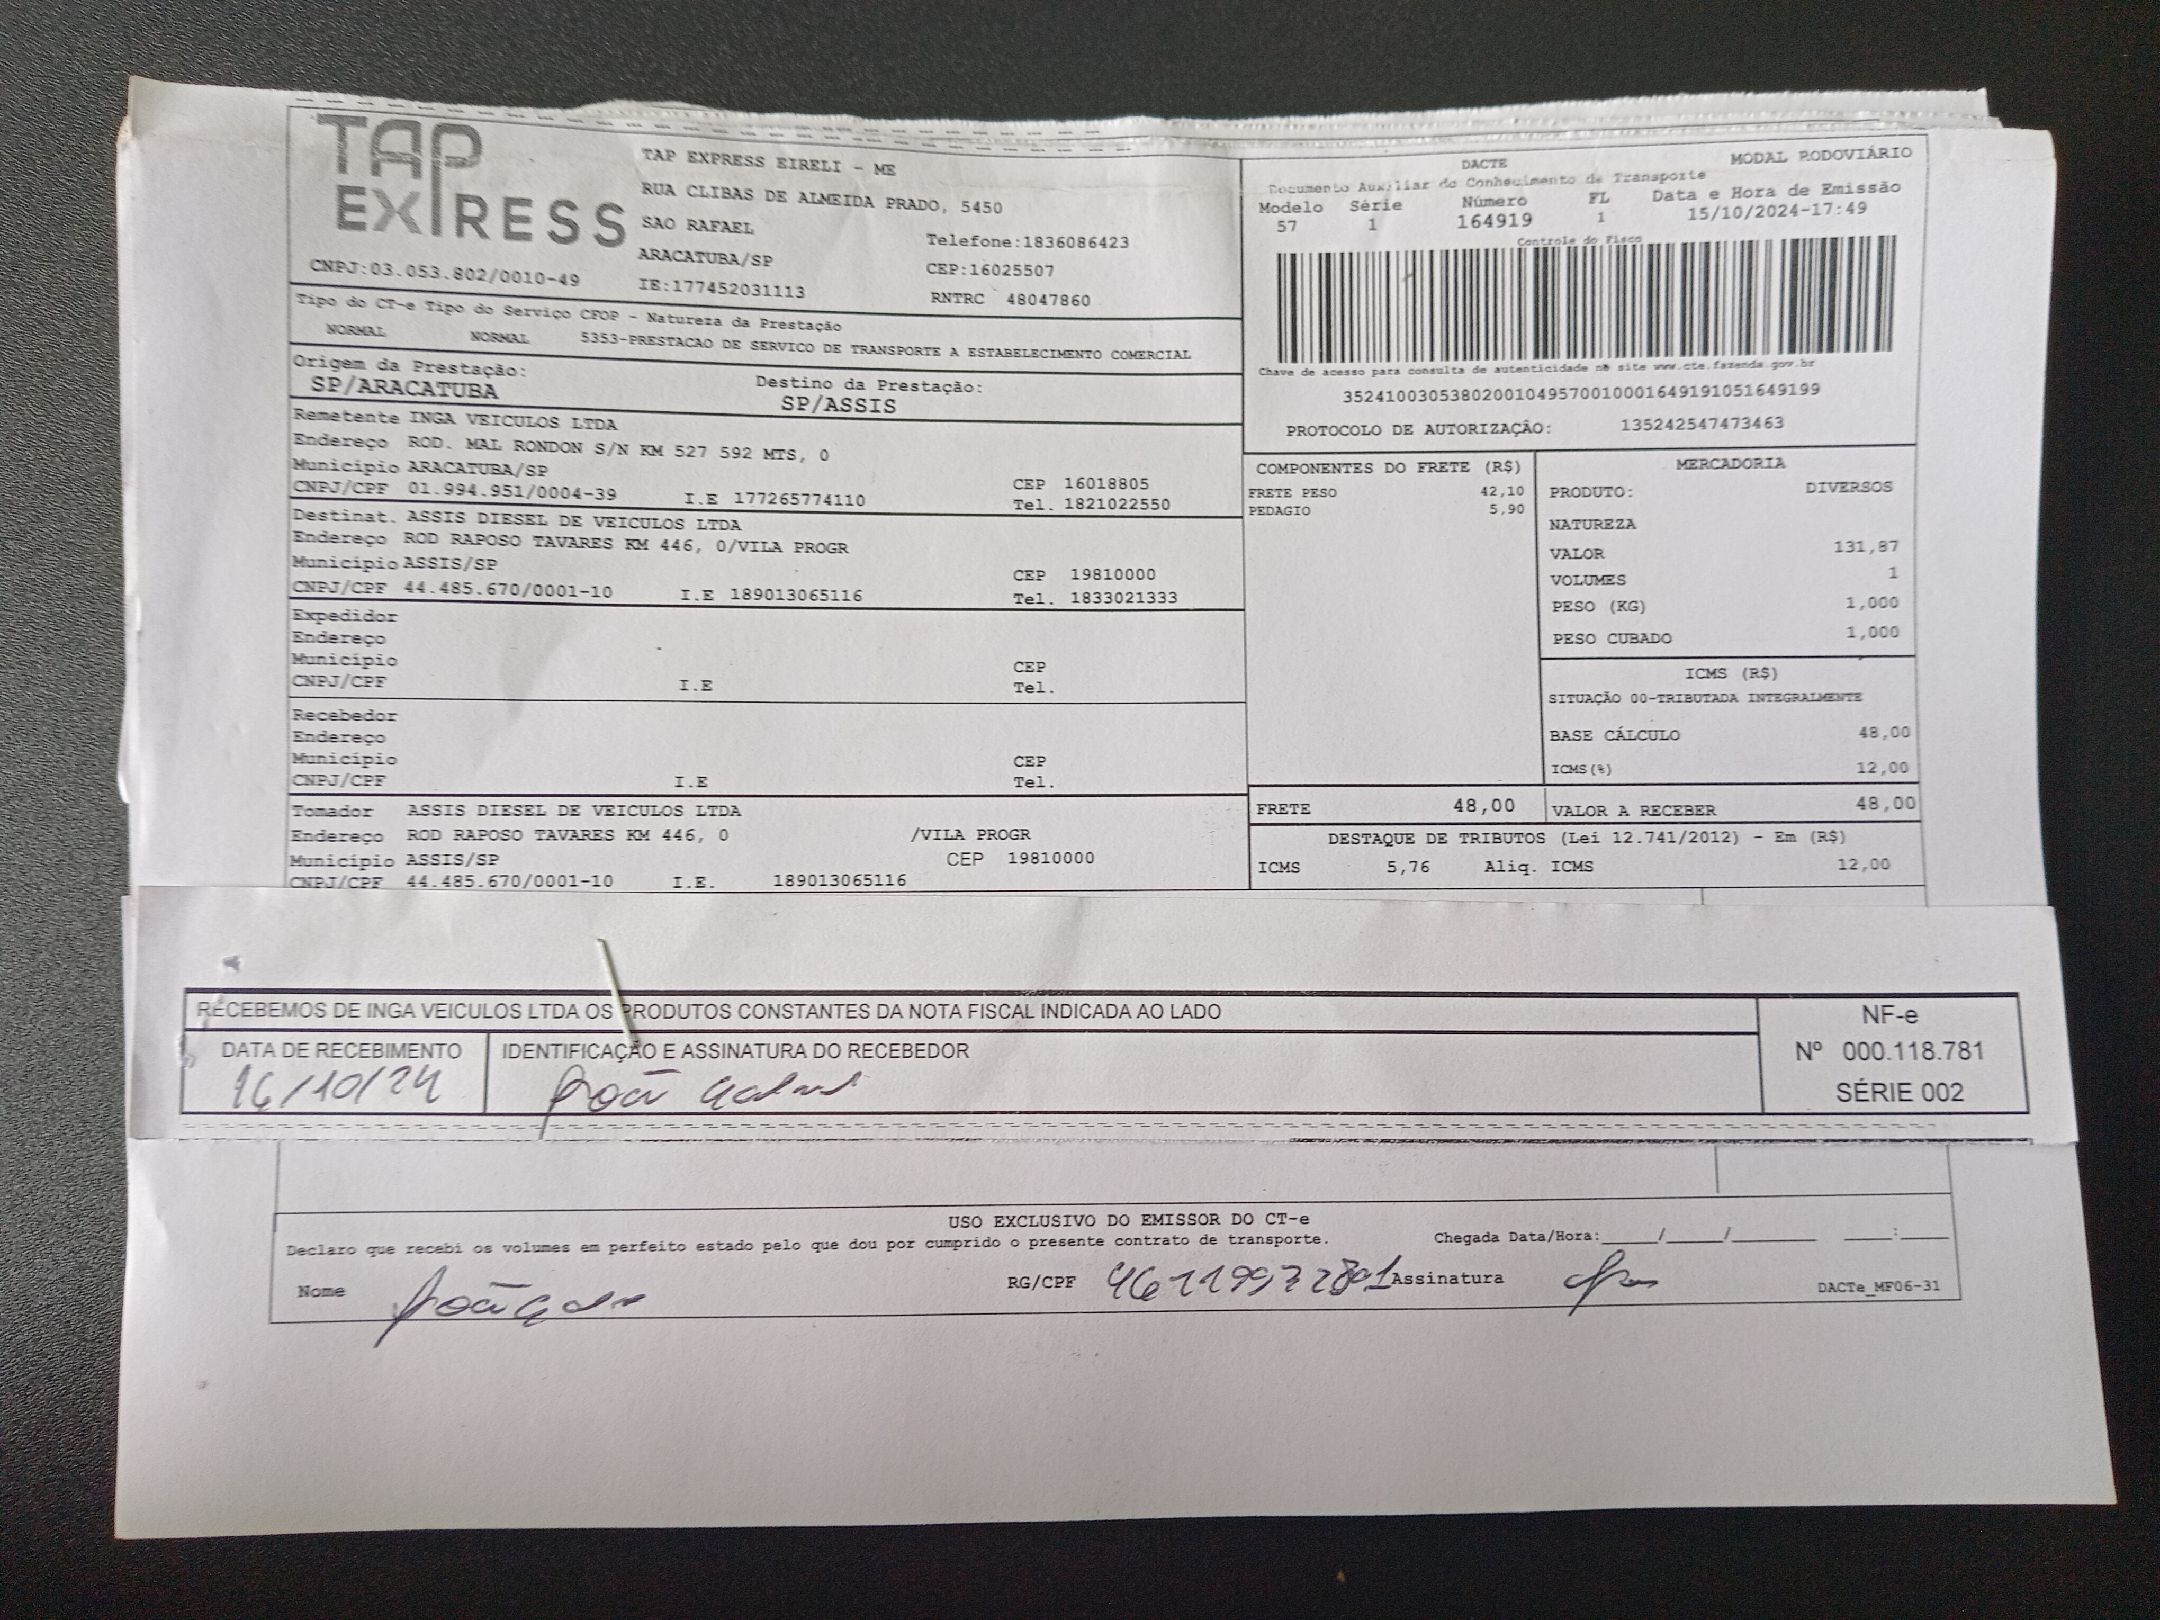 TAP EXPRESS
TAP EXPRESS EIRELI - ME
RUA CLIBAS DE ALMEIDA PRADO, 5450
SAO RAFAEL
Telefone:1836086423
ARACATUBA/SP
CEP:16025507
CNPJ:03.053.802/0010-49
IE:177452031113
RNTRC 48047860
Tipo do CT-e Tipo do Serviço CFOP - Natureza da Prestação
NORMAL NORMAL 5353-PRESTACAO DE SERVICO DE TRANSPORTE A ESTABELECIMENTO COMERCIAL
Origem da Prestação:
SP/ARACATUBA
Destino da Prestação:
SP/ASSIS
Remetente INGA VEICULOS LTDA
Endereço ROD. MAL RONDON S/N KM 527 592 MTS, 0
Município ARACATUBA/SP CEP 16018805
CNPJ/CPF 01.994.951/0004-39 I.E 177265774110 Tel. 1821022550
Destinat. ASSIS DIESEL DE VEICULOS LTDA
Endereço ROD RAPOSO TAVARES KM 446, 0/VILA PROGR
Município ASSIS/SP CEP 19810000
CNPJ/CPF 44.485.670/0001-10 I.E 189013065116 Tel. 1833021333
Expedidor
Endereço
Município CEP
CNPJ/CPF I.E Tel.
Recebedor
Endereço
Município CEP
CNPJ/CPF I.E Tel.
Tomador ASSIS DIESEL DE VEICULOS LTDA
Endereço ROD RAPOSO TAVARES KM 446, 0 /VILA PROGR
Município ASSIS/SP CEP 19810000
CNPJ/CPF 44.485.670/0001-10 I.E. 189013065116
DACTE MODAL RODOVIÁRIO
Documento Auxiliar do Conhecimento de Transporte
Modelo Série Número FL Data e Hora de Emissão
57 1 164919 1 15/10/2024-17:49
Controle do Fisco
Chave de acesso para consulta de autenticidade no site www.cte.fazenda.gov.br
35241003053802001049570010001649191051649199
PROTOCOLO DE AUTORIZAÇÃO: 135242547473463
COMPONENTES DO FRETE (R$)
FRETE PESO 42,10
PEDAGIO 5,90
MERCADORIA
PRODUTO: DIVERSOS
NATUREZA
VALOR 131,87
VOLUMES 1
PESO (KG) 1,000
PESO CUBADO 1,000
ICMS (R$)
SITUAÇÃO 00-TRIBUTADA INTEGRALMENTE
BASE CÁLCULO 48,00
ICMS(%) 12,00
FRETE 48,00 VALOR A RECEBER 48,00
DESTAQUE DE TRIBUTOS (Lei 12.741/2012) - Em (R$)
ICMS 5,76 Aliq. ICMS 12,00
RECEBEMOS DE INGA VEICULOS LTDA OS PRODUTOS CONSTANTES DA NOTA FISCAL INDICADA AO LADO
DATA DE RECEBIMENTO
16/10/24
IDENTIFICAÇÃO E ASSINATURA DO RECEBEDOR
João
NF-e
Nº 000.118.781
SÉRIE 002
USO EXCLUSIVO DO EMISSOR DO CT-e
Declaro que recebi os volumes em perfeito estado pelo que dou por cumprido o presente contrato de transporte. Chegada Data/Hora:_____/_____/________ ____:_____
Nome João RG/CPF Assinatura DACTe_MF06-31